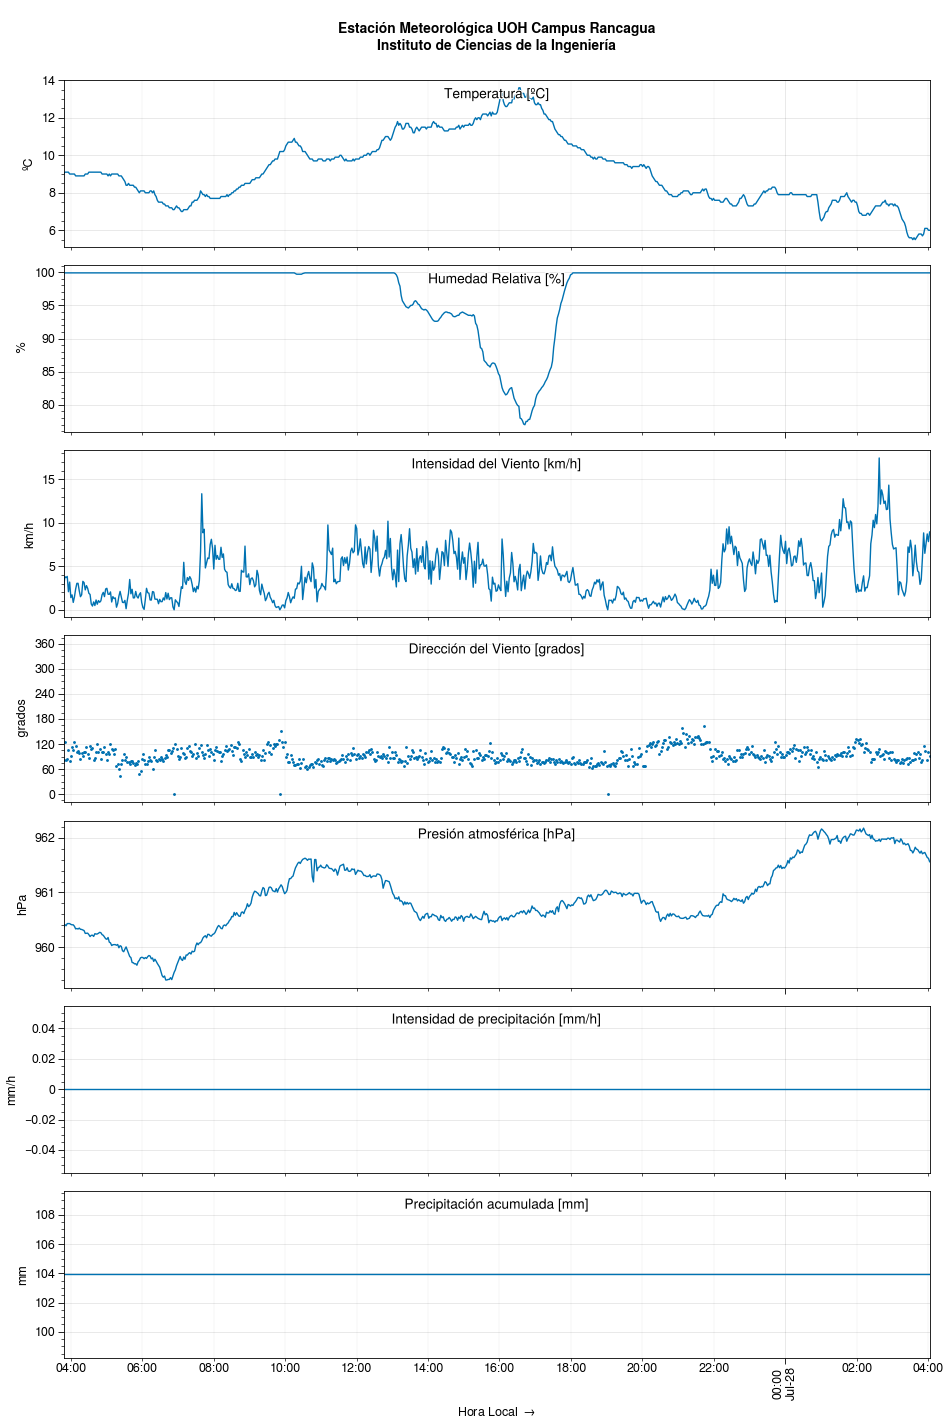 Estación Meteorológica UOH Campus Rancagua
Instituto de Ciencias de la Ingeniería
Temperatura [ºC]
ºC
14
12
10
8
6
Humedad Relativa [%]
%
100
95
90
85
80
Intensidad del Viento [km/h]
km/h
15
10
5
0
Dirección del Viento [grados]
grados
360
300
240
180
120
60
0
Presión atmosférica [hPa]
hPa
962
961
960
Intensidad de precipitación [mm/h]
mm/h
0.04
0.02
0
−0.02
−0.04
Precipitación acumulada [mm]
mm
108
106
104
102
100
04:00 06:00 08:00 10:00 12:00 14:00 16:00 18:00 20:00 22:00 00:00 02:00 04:00
Jul-28
Hora Local →